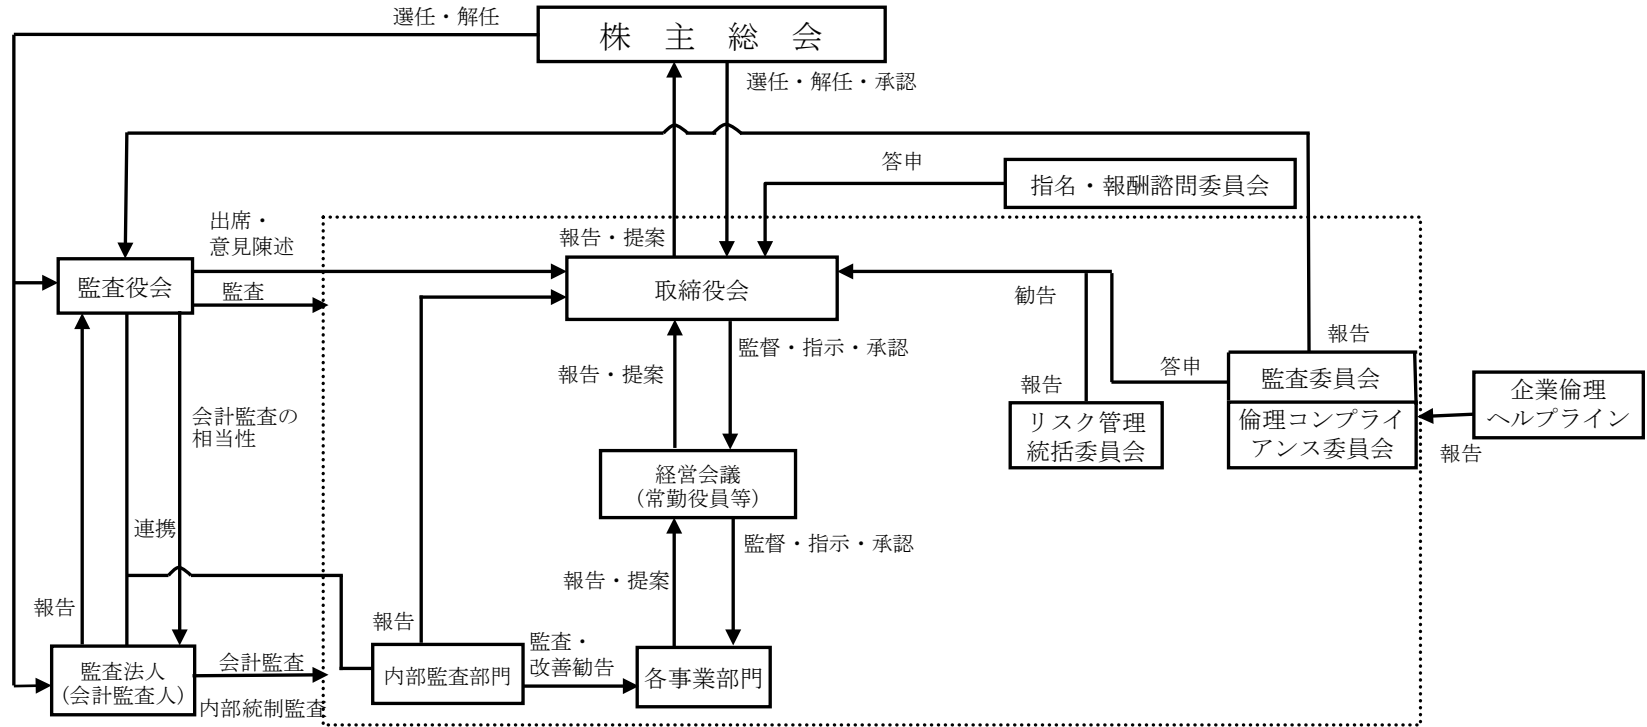 選任・解任
株 主 総 会
選任・解任・承認
答申
指名・報酬諮問委員会
出席・
意見陳述
報告・提案
監査役会
監査
取締役会
勧告
報告
監督・指示・承認
報告・提案
答申
監査委員会
報告
企業倫理
ヘルプライン
リスク管理
統括委員会
倫理コンプライ
アンス委員会
報告
会計監査の
相当性
経営会議
(常勤役員等)
連携
監督・指示・承認
報告・提案
報告
報告
監査・
改善勧告
監査法人
(会計監査人)
会計監査
内部統制監査
内部監査部門
各事業部門